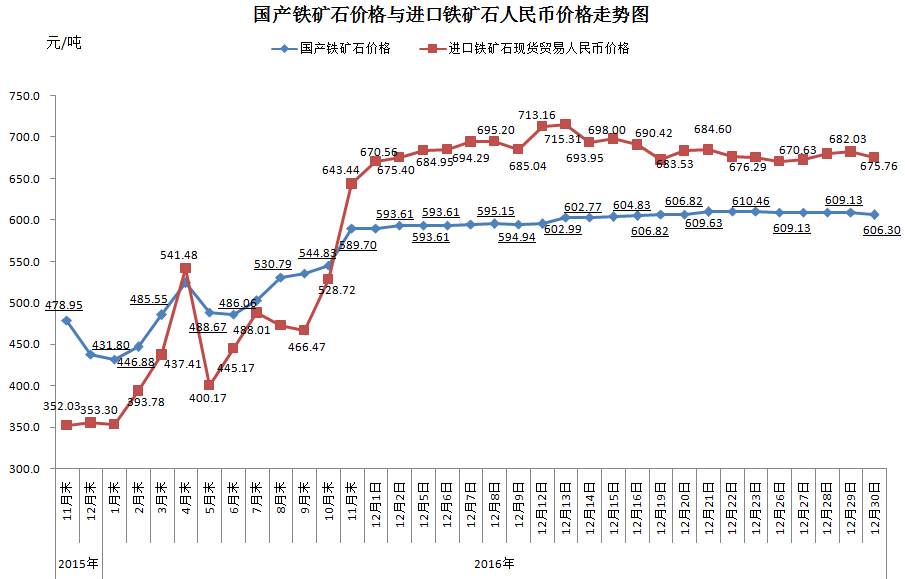 国产铁矿石价格与进口铁矿石人民币价格走势图
元/吨
国产铁矿石价格 进口铁矿石现货贸易人民币价格
750.0
700.0
650.0
600.0
550.0
500.0
450.0
400.0
350.0
300.0
478.95
431.80
446.88
485.55
488.67
486.06
530.79
544.83
589.70
593.61
593.61
593.61
595.15
594.94
602.99
602.77
604.83
606.82
606.82
609.63
610.46
609.13
609.13
606.30
352.03
353.30
393.78
437.41
541.48
400.17
445.17
488.01
466.47
528.72
643.44
670.56
675.40
684.95
694.29
695.20
685.04
713.16
715.31
693.95
698.00
690.42
683.53
684.60
676.29
670.63
682.03
675.76
11月末
12月末
1月末
2月末
3月末
4月末
5月末
6月末
7月末
8月末
9月末
10月末
11月末
12月1日
12月2日
12月5日
12月6日
12月7日
12月8日
12月9日
12月12日
12月13日
12月14日
12月15日
12月16日
12月19日
12月20日
12月21日
12月22日
12月23日
12月26日
12月27日
12月28日
12月29日
12月30日
2015年
2016年